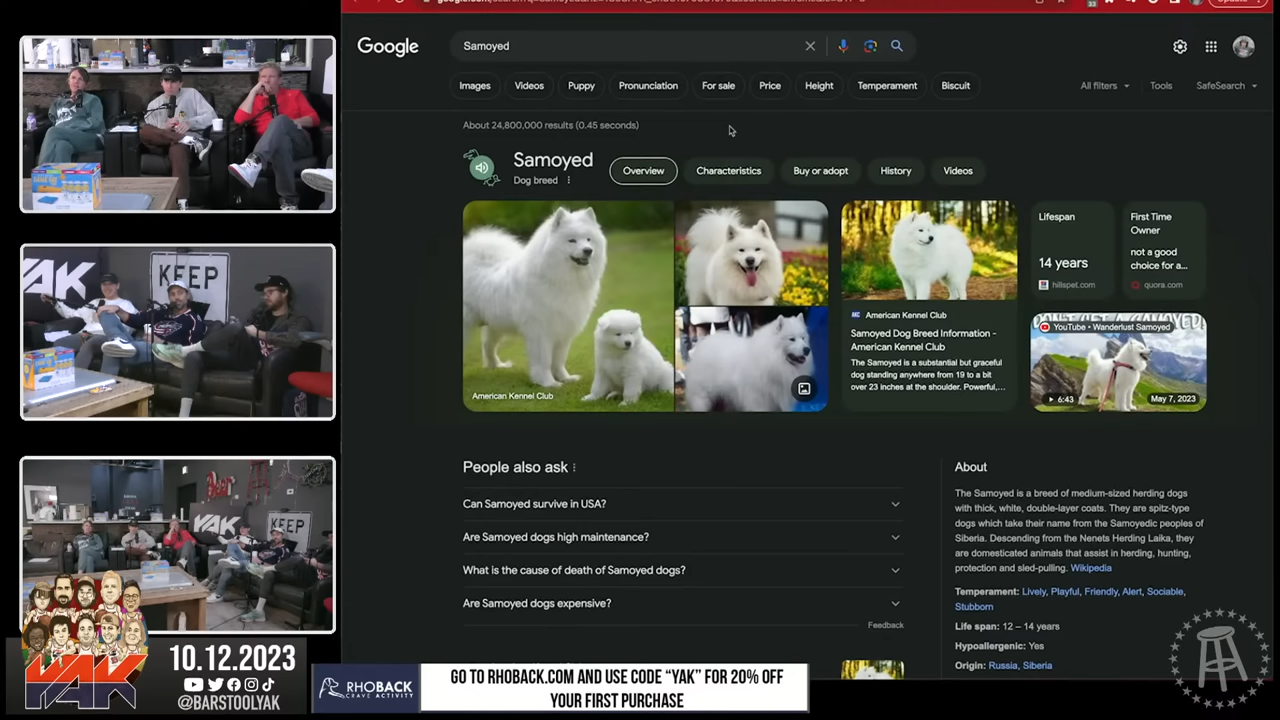 Google
Samoyed
Images
Videos
Puppy
Pronunciation
For sale
Price
Height
Temperament
Biscuit
All filters
Tools
SafeSearch
About 24,800,000 results (0.45 seconds)
Samoyed
Dog breed
Overview
Characteristics
Buy or adopt
History
Videos
American Kennel Club
American Kennel Club
Samoyed Dog Breed Information -
American Kennel Club
The Samoyed is a substantial but graceful
dog standing anywhere from 19 to a bit
over 23 inches at the shoulder. Powerful,...
Lifespan
14 years
hillspet.com
First Time
Owner
not a good
choice for a...
quora.com
DON'T GET A SAMOYED
YouTube • Wanderlust Samoyed
6:43
May 7, 2023
People also ask
Can Samoyed survive in USA?
Are Samoyed dogs high maintenance?
What is the cause of death of Samoyed dogs?
Are Samoyed dogs expensive?
Feedback
About
The Samoyed is a breed of medium-sized herding dogs
with thick, white, double-layer coats. They are spitz-type
dogs which take their name from the Samoyedic peoples of
Siberia. Descending from the Nenets Herding Laika, they
are domesticated animals that assist in herding, hunting,
protection and sled-pulling. Wikipedia
Temperament: Lively, Playful, Friendly, Alert, Sociable,
Stubborn
Life span: 12 – 14 years
Hypoallergenic: Yes
Origin: Russia, Siberia
YAK
KEEP
YAK
KEEP
YAK
10.12.2023
@BARSTOOLYAK
RHOBACK
CRAVE ACTIVITY
GO TO RHOBACK.COM AND USE CODE “YAK” FOR 20% OFF
YOUR FIRST PURCHASE